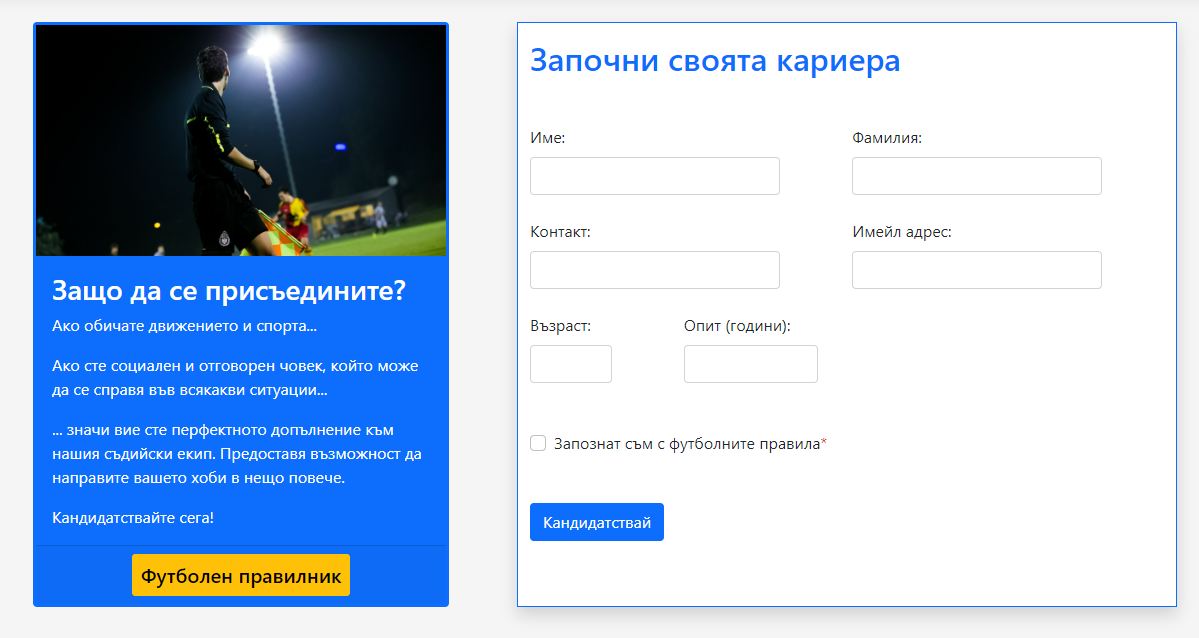 Защо да се присъедините?
Ако обичате движението и спорта...
Ако сте социален и отговорен човек, който може
да се справя във всякакви ситуации...
... значи вие сте перфектното допълнение към
нашия съдийски екип. Предоставя възможност да
направите вашето хоби в нещо повече.
Кандидатствайте сега!
Футболен правилник
Започни своята кариера
Име:
Фамилия:
Контакт:
Имейл адрес:
Възраст:
Опит (години):
Запознат съм с футболните правила*
Кандидатствай